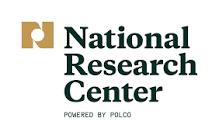 National
Research
Center
POWERED BY POLCO